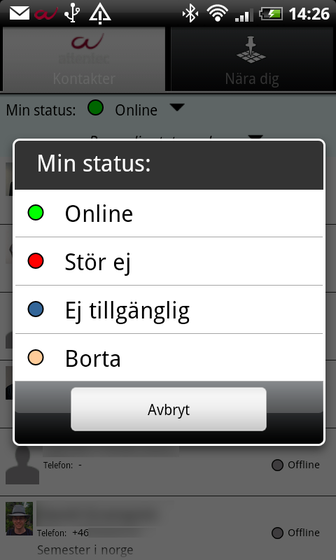 14:26
Kontakter
Nära dig
Min status: Online
Min status:
Online
Stör ej
Ej tillgänglig
Borta
Avbryt
Telefon: -
Offline
Telefon: +46
Offline
Semester i norge